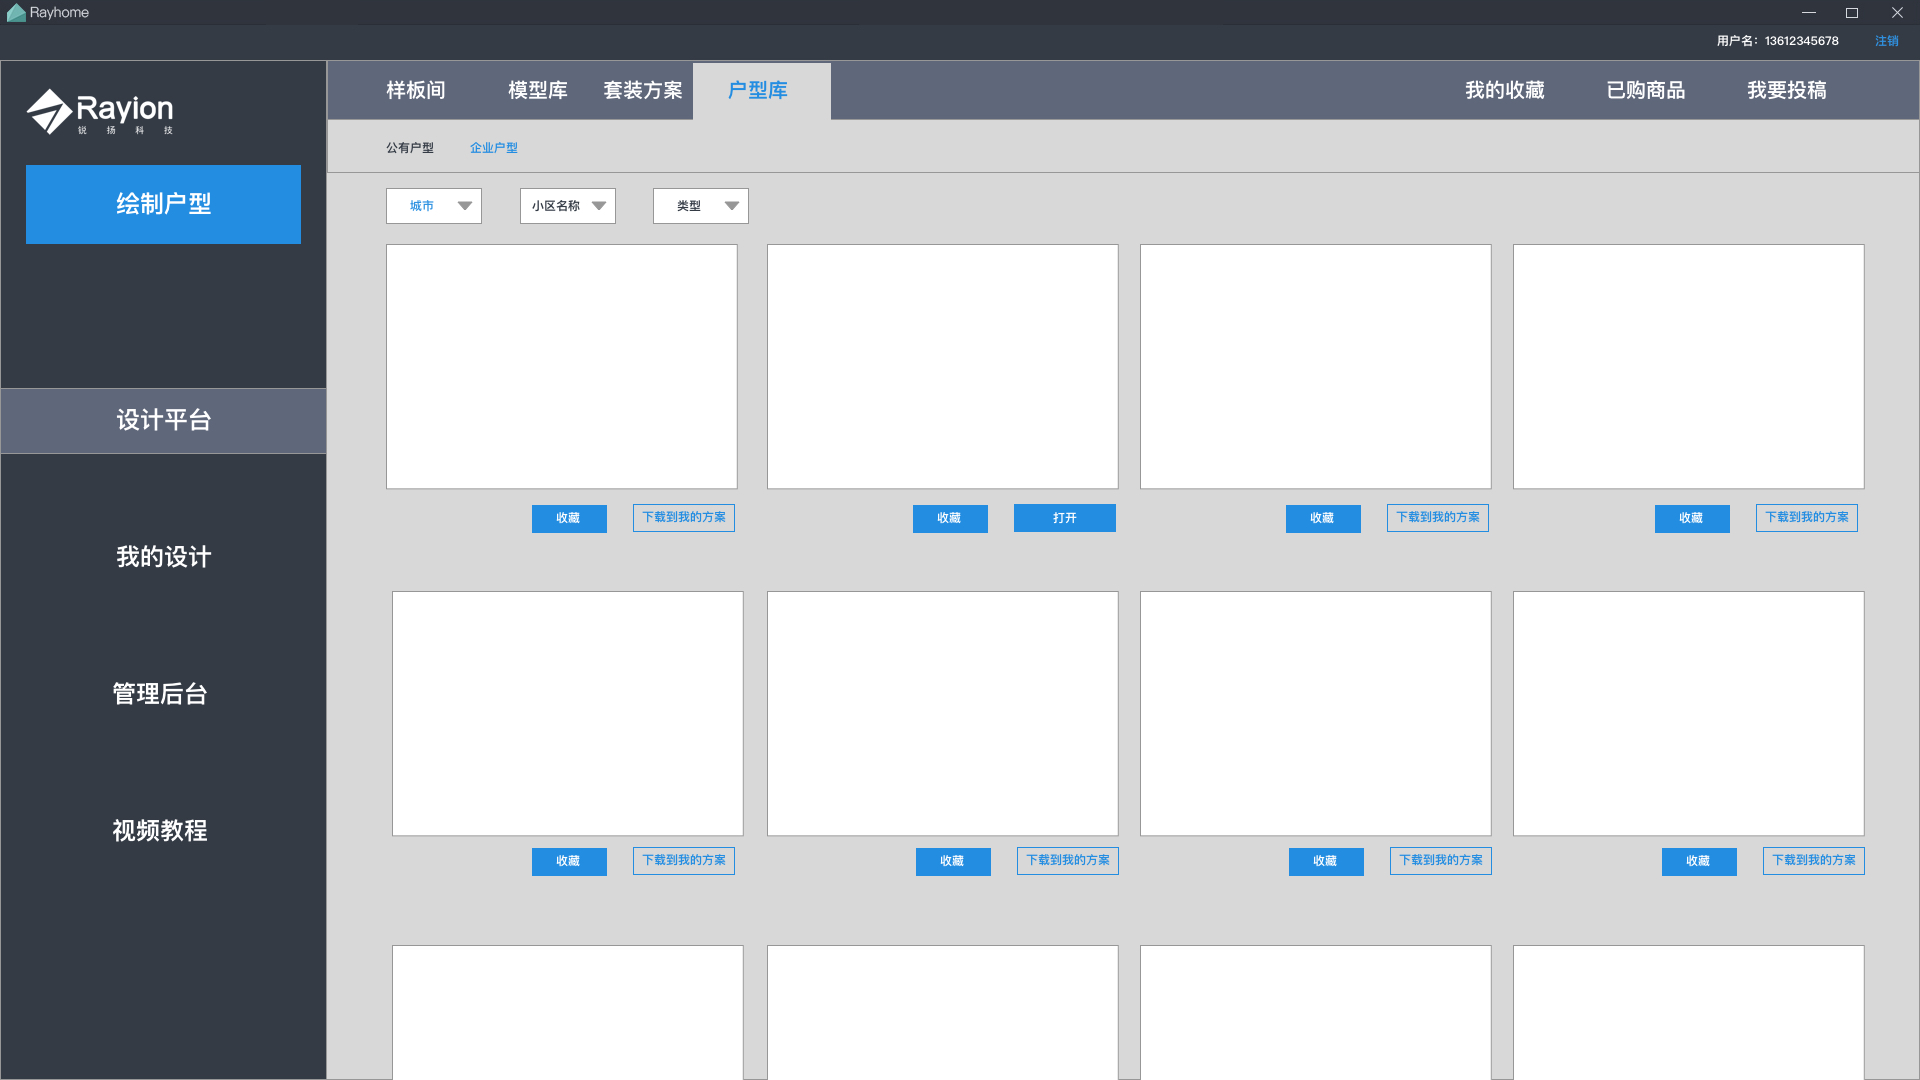 Rayhome
用户名：13612345678 注销
Rayion
锐扬科技
绘制户型
设计平台
我的设计
管理后台
视频教程
样板间 模型库 套装方案 户型库 我的收藏 已购商品 我要投稿
公有户型 企业户型
城市 小区名称 类型
收藏 下载到我的方案 收藏 打开 收藏 下载到我的方案 收藏 下载到我的方案
收藏 下载到我的方案 收藏 下载到我的方案 收藏 下载到我的方案 收藏 下载到我的方案